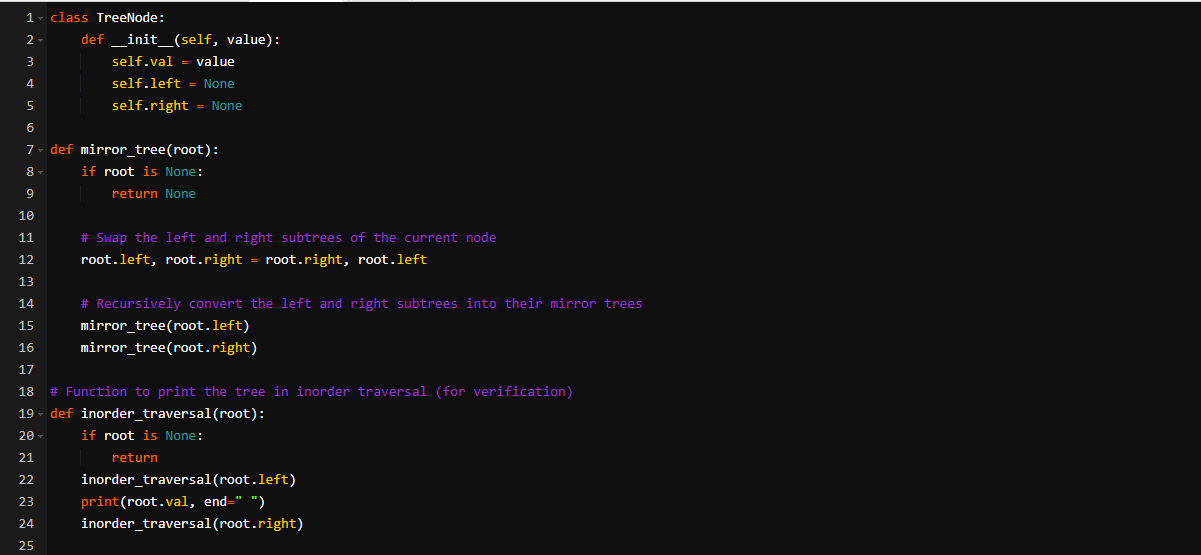 1 class TreeNode:
2     def __init__(self, value):
3         self.val = value
4         self.left = None
5         self.right = None
6
7 def mirror_tree(root):
8     if root is None:
9         return None
10
11     # Swap the left and right subtrees of the current node
12     root.left, root.right = root.right, root.left
13
14     # Recursively convert the left and right subtrees into their mirror trees
15     mirror_tree(root.left)
16     mirror_tree(root.right)
17
18 # Function to print the tree in inorder traversal (for verification)
19 def inorder_traversal(root):
20     if root is None:
21         return
22     inorder_traversal(root.left)
23     print(root.val, end=" ")
24     inorder_traversal(root.right)
25